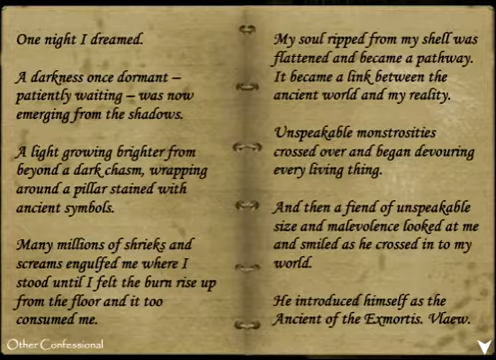 One night I dreamed.
A darkness once dormant –
patiently waiting – was now
emerging from the shadows.
A light growing brighter from
beyond a dark chasm, wrapping
around a pillar stained with
ancient symbols.
Many millions of shrieks and
screams engulfed me where I
stood until I felt the burn rise up
from the floor and it too
consumed me.
My soul ripped from my shell was
flattened and became a pathway.
It became a link between the
ancient world and my reality.
Unspeakable monstrosities
crossed over and began devouring
every living thing.
And then a fiend of unspeakable
size and malevolence looked at me
and smiled as he crossed in to my
world.
He introduced himself as the
Ancient of the Exmortis. Vlaew.
Other Confessional